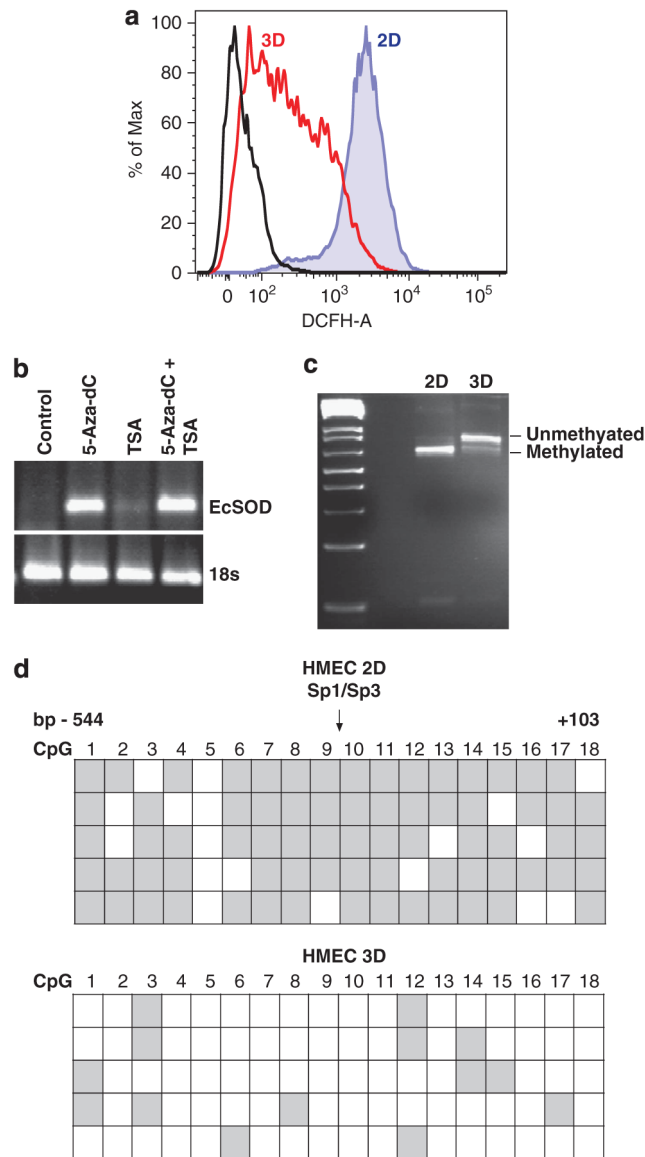 a
100
3D
2D
80
60
40
20
0
% of Max
0 10² 10³ 10⁴ 10⁵
DCFH-A
b
Control
5-Aza-dC
TSA
5-Aza-dC +
TSA
EcSOD
18s
c
2D 3D
Unmethyated
Methylated
d
HMEC 2D
Sp1/Sp3
bp - 544 +103
CpG 1 2 3 4 5 6 7 8 9 10 11 12 13 14 15 16 17 18
HMEC 3D
CpG 1 2 3 4 5 6 7 8 9 10 11 12 13 14 15 16 17 18